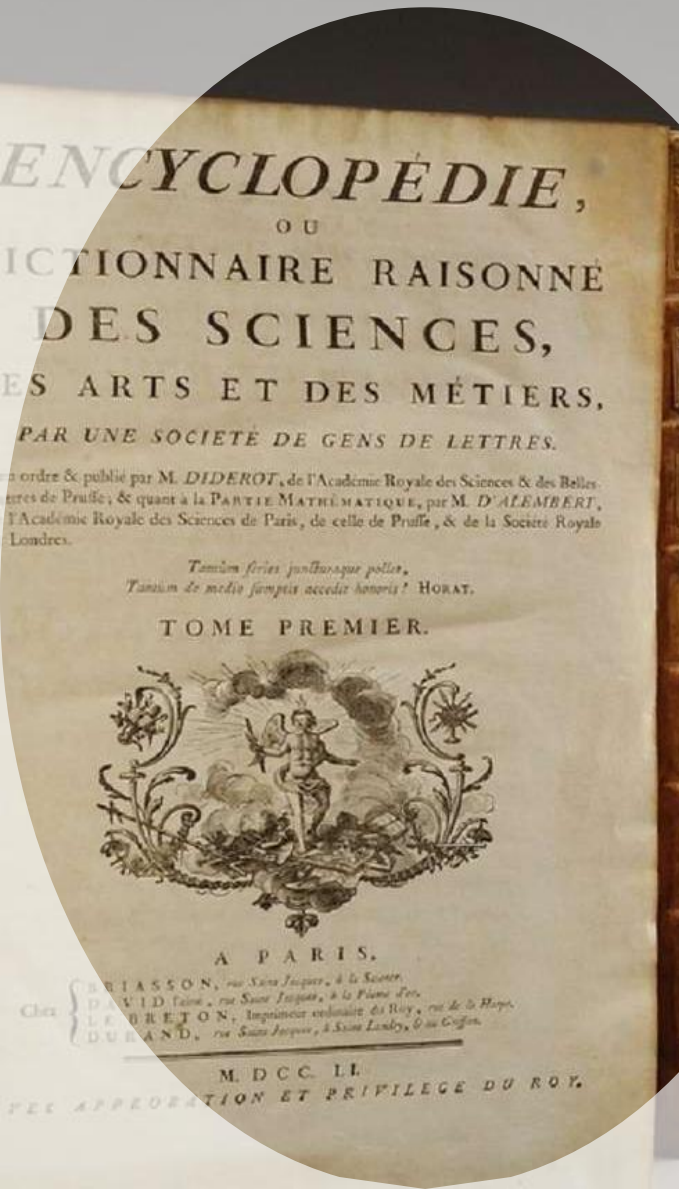 ENCYCLOPÉDIE,
OU
ICTIONNAIRE RAISONNÉ
DES SCIENCES,
ES ARTS ET DES MÉTIERS,
PAR UNE SOCIETÉ DE GENS DE LETTRES.
ordre & publié par M. DIDEROT, de l'Académie Royale des Sciences & des Belles-
ettres de Prusse; & quant à la PARTIE MATHÉMATIQUE, par M. D'ALEMBERT,
l'Académie Royale des Sciences de Paris, de celle de Prusse, & de la Societé Royale
Londres.
Tantùm series juncturaque pollet,
Tantùm de medio sumptis accedit honoris! HORAT.
TOME PREMIER.
A PARIS,
Chez
BRIASSON, rue Saint Jacques, à la Science.
DAVID l'aîné, rue Saint Jacques, à la Plume d'or.
LE BRETON, Imprimeur ordinaire du Roy, rue de la Harpe.
DURAND, rue Saint Jacques, à Saint Landry, & au Griffon.
M. DCC. LI.
VEC APPROBATION ET PRIVILEGE DU ROY.